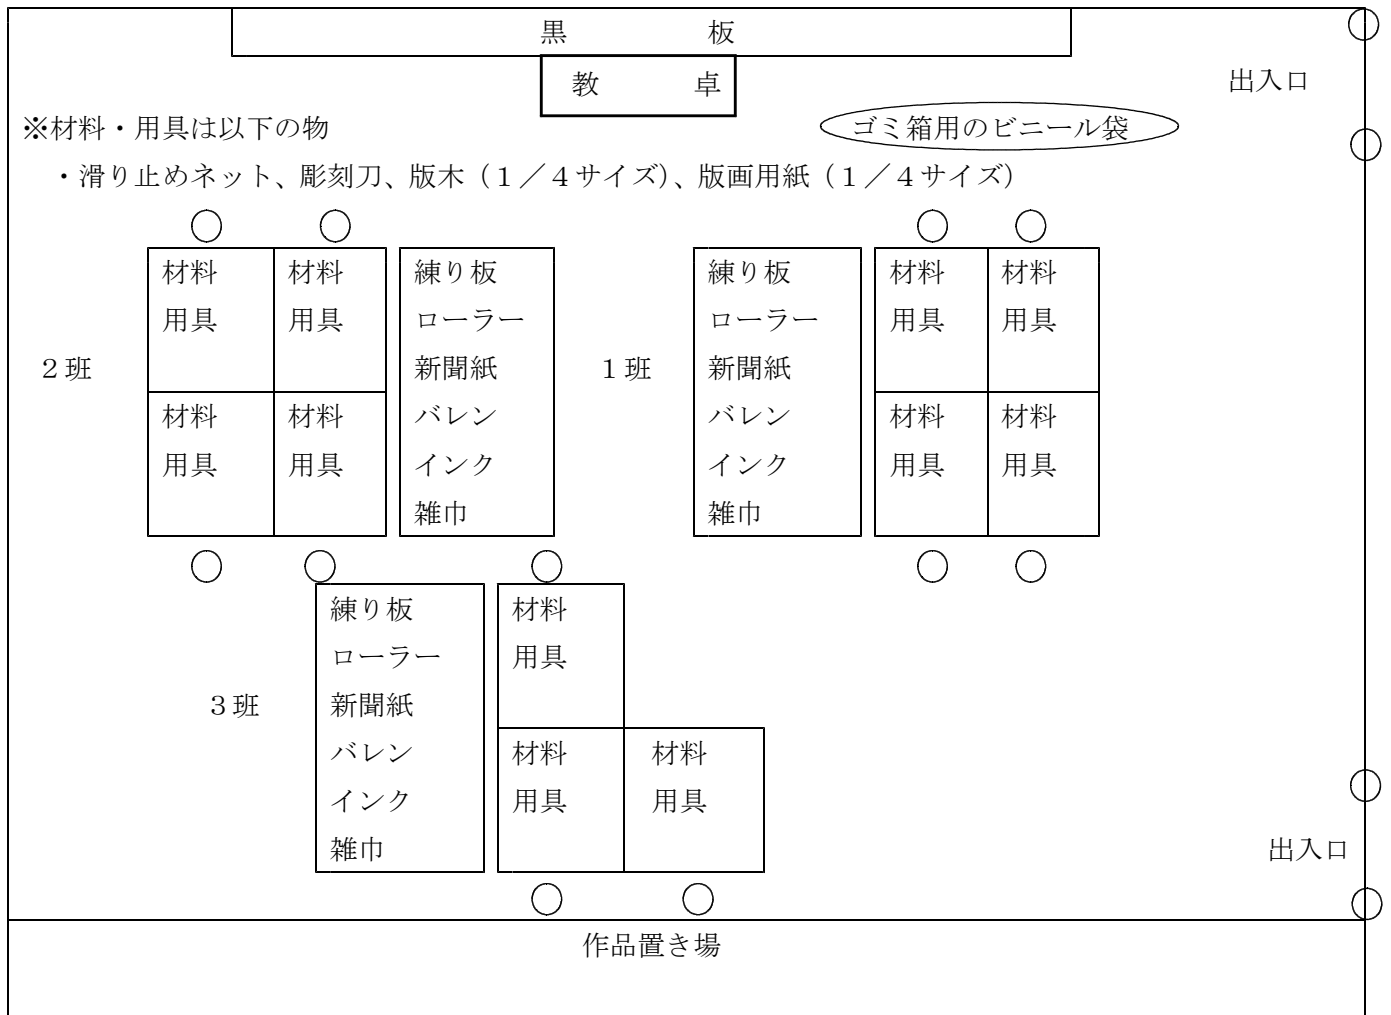 黒　板
教　卓
出入口
※材料・用具は以下の物
ゴミ箱用のビニール袋
・滑り止めネット、彫刻刀、版木（１／４サイズ）、版画用紙（１／４サイズ）
２班
材料
用具
材料
用具
材料
用具
材料
用具
練り板
ローラー
新聞紙
バレン
インク
雑巾
１班
練り板
ローラー
新聞紙
バレン
インク
雑巾
材料
用具
材料
用具
材料
用具
材料
用具
３班
練り板
ローラー
新聞紙
バレン
インク
雑巾
材料
用具
材料
用具
材料
用具
出入口
作品置き場